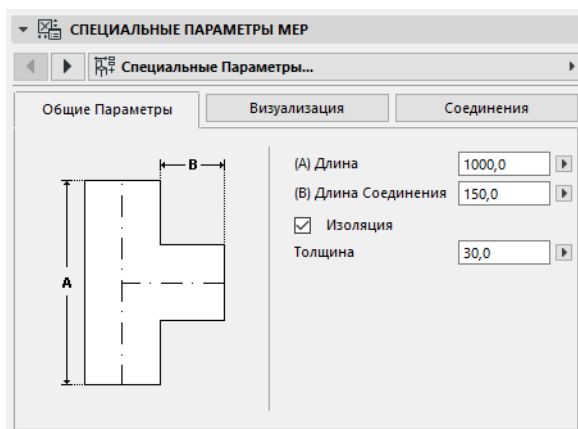 СПЕЦИАЛЬНЫЕ ПАРАМЕТРЫ MEP
Специальные Параметры...
Общие Параметры Визуализация Соединения
B
A
(A) Длина 1000,0
(B) Длина Соединения 150,0
Изоляция
Толщина 30,0